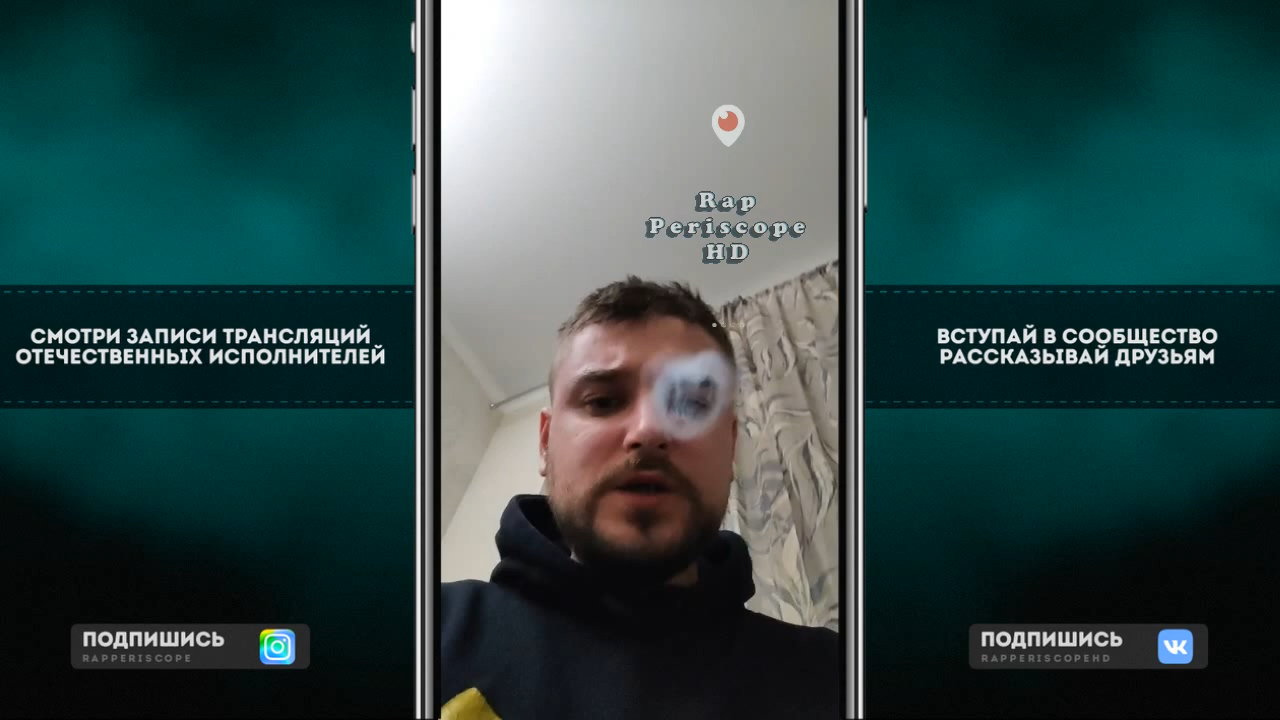 Rap
Periscope
HD
СМОТРИ ЗАПИСИ ТРАНСЛЯЦИЙ
ОТЕЧЕСТВЕННЫХ ИСПОЛНИТЕЛЕЙ
ВСТУПАЙ В СООБЩЕСТВО
РАССКАЗЫВАЙ ДРУЗЬЯМ
ПОДПИШИСЬ
RAPPERISCOPE
ПОДПИШИСЬ
RAPPERISCOPEHD